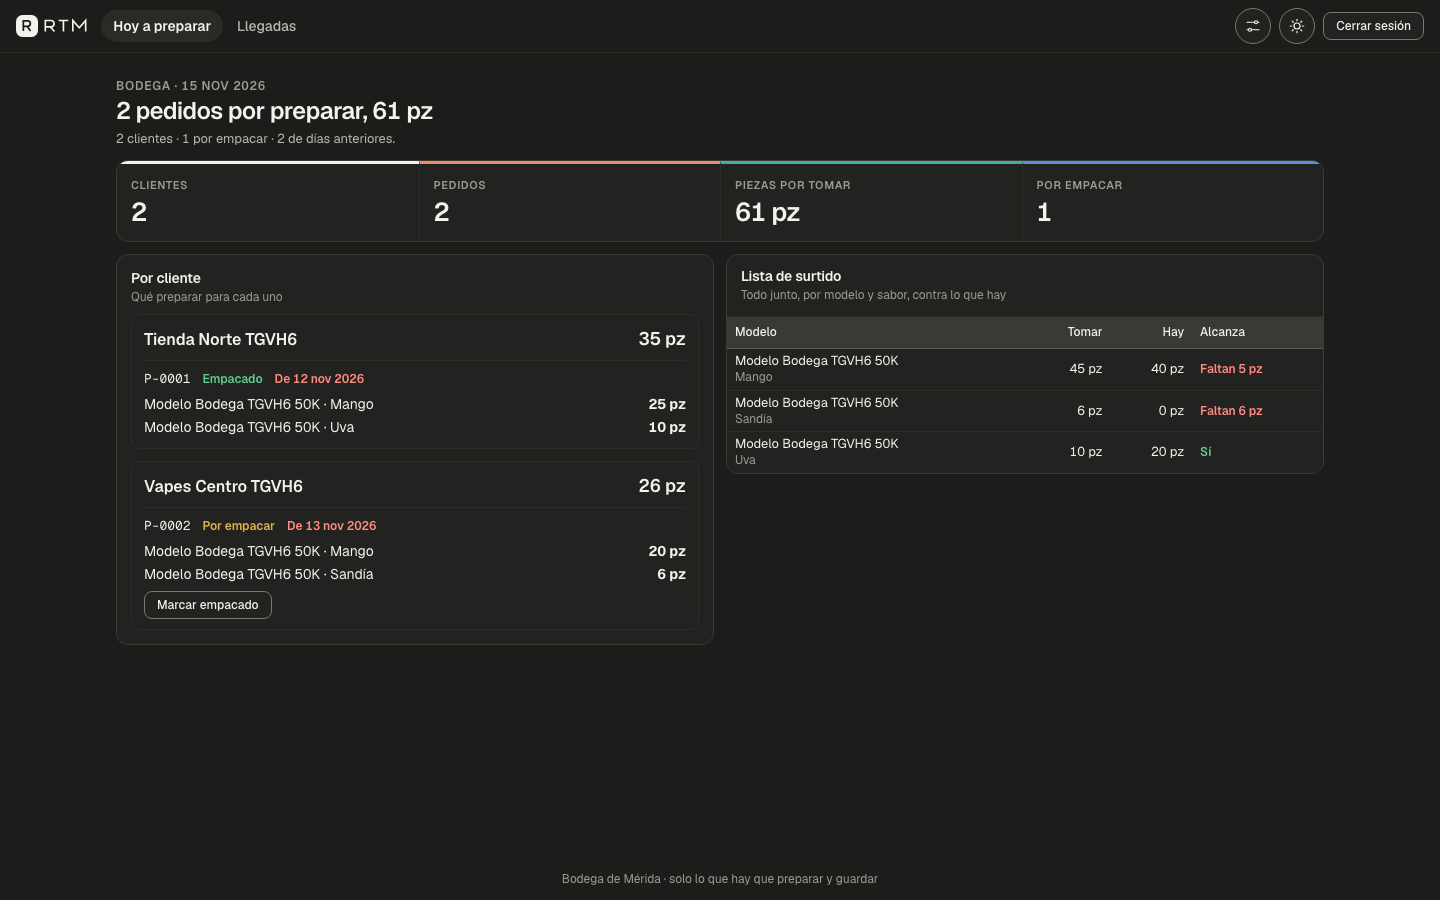 R RTM Hoy a preparar Llegadas Cerrar sesión
BODEGA · 15 NOV 2026
2 pedidos por preparar, 61 pz
2 clientes · 1 por empacar · 2 de días anteriores.
CLIENTES PEDIDOS PIEZAS POR TOMAR POR EMPACAR
2 2 61 pz 1
Por cliente
Qué preparar para cada uno
Tienda Norte TGVH6 35 pz
P-0001 Empacado De 12 nov 2026
Modelo Bodega TGVH6 50K · Mango 25 pz
Modelo Bodega TGVH6 50K · Uva 10 pz
Vapes Centro TGVH6 26 pz
P-0002 Por empacar De 13 nov 2026
Modelo Bodega TGVH6 50K · Mango 20 pz
Modelo Bodega TGVH6 50K · Sandía 6 pz
Marcar empacado
Lista de surtido
Todo junto, por modelo y sabor, contra lo que hay
Modelo Tomar Hay Alcanza
Modelo Bodega TGVH6 50K 45 pz 40 pz Faltan 5 pz
Mango
Modelo Bodega TGVH6 50K 6 pz 0 pz Faltan 6 pz
Sandía
Modelo Bodega TGVH6 50K 10 pz 20 pz Sí
Uva
Bodega de Mérida · solo lo que hay que preparar y guardar